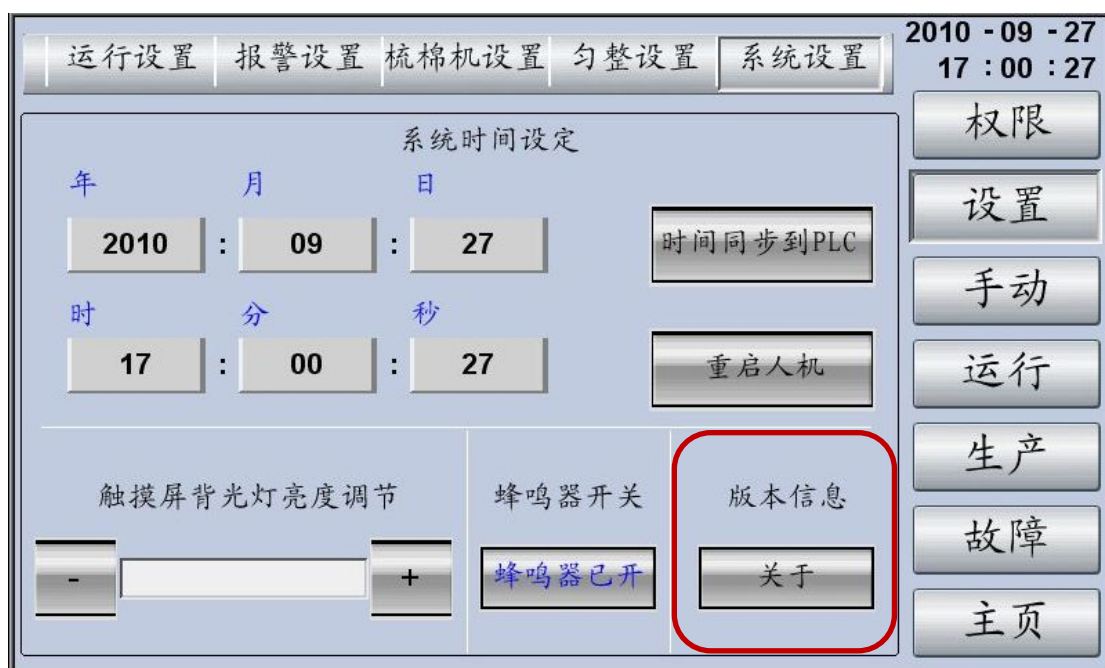 运行设置 报警设置 梳棉机设置 匀整设置 系统设置
2010 - 09 - 27
17 : 00 : 27
权限
设置
手动
运行
生产
故障
主页
系统时间设定
年 月 日
2010 : 09 : 27
时间同步到PLC
时 分 秒
17 : 00 : 27
重启人机
触摸屏背光灯亮度调节
- +
蜂鸣器开关
蜂鸣器已开
版本信息
关于